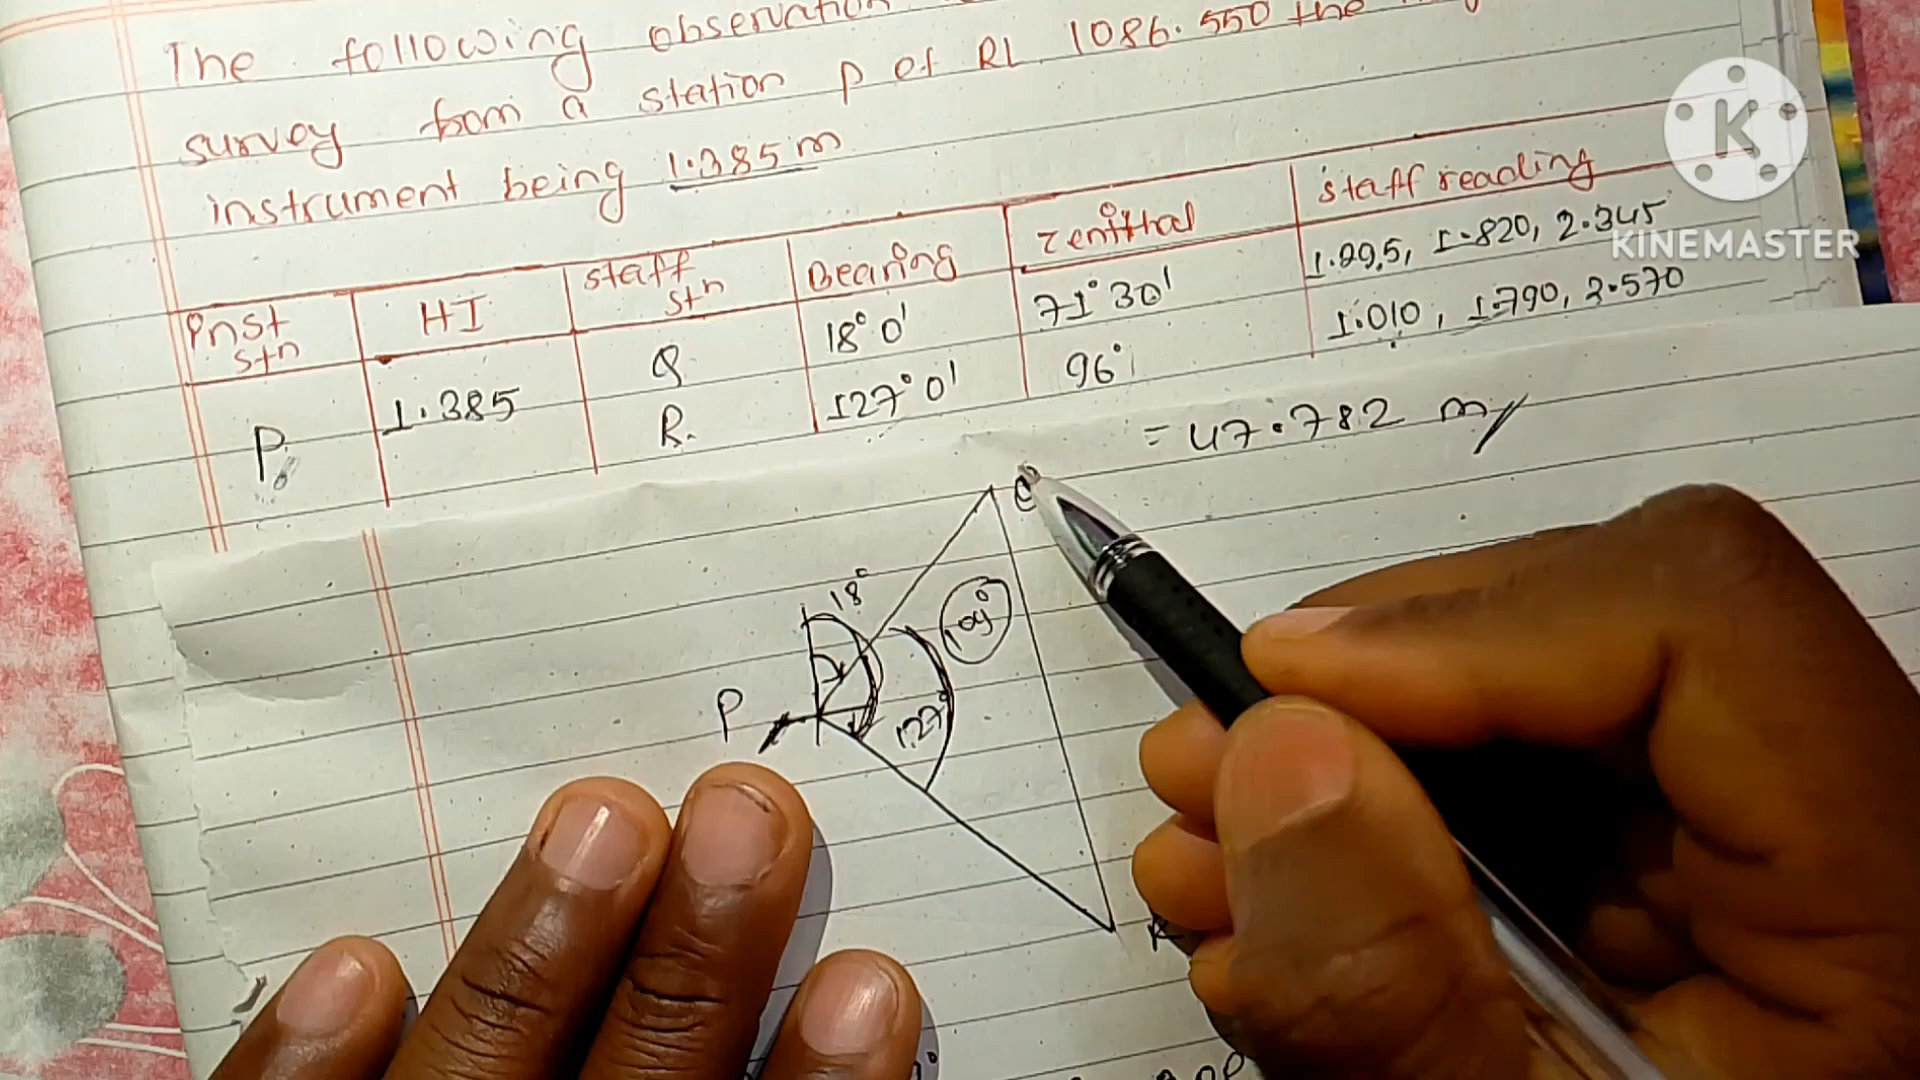 The following observation
survey from a station P of RL 1086.550 the
instrument being 1.385 m
inst stn HI staff stn Bearing zenithal staff reading
P 1.385 Q 18° 0' 71° 30' 1.295, 1.820, 2.345
R. 127° 0' 96° 1.010, 1.790, 2.570
= 47.782 m
Q
18°
109°
P
127°
R
K
KINEMASTER